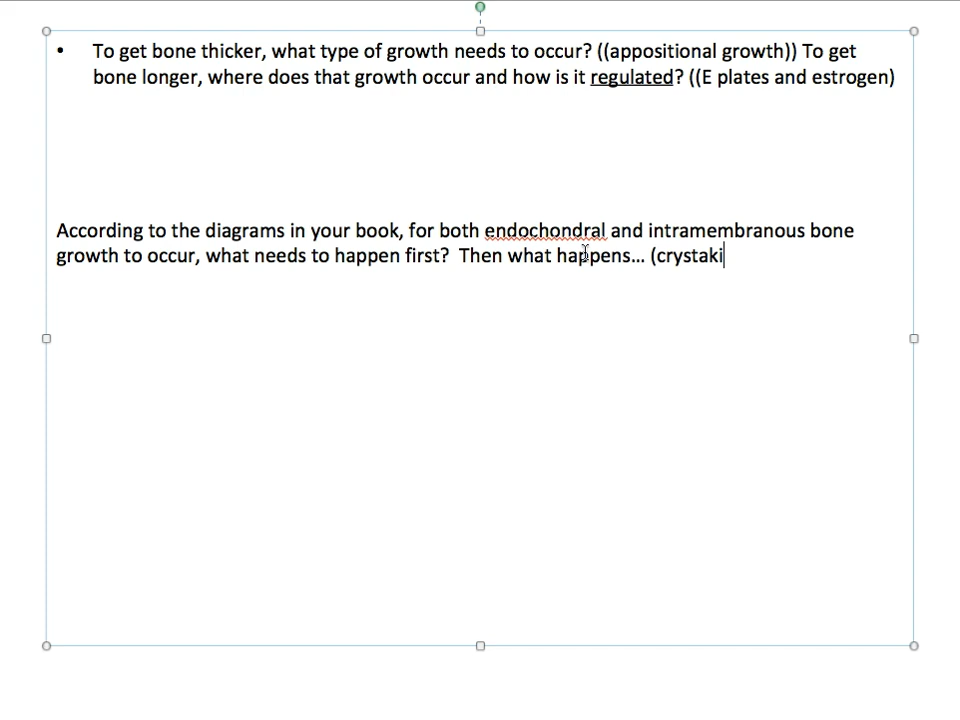 • To get bone thicker, what type of growth needs to occur? ((appositional growth)) To get
bone longer, where does that growth occur and how is it regulated? ((E plates and estrogen)
According to the diagrams in your book, for both endochondral and intramembranous bone
growth to occur, what needs to happen first?  Then what happens... (crystaki